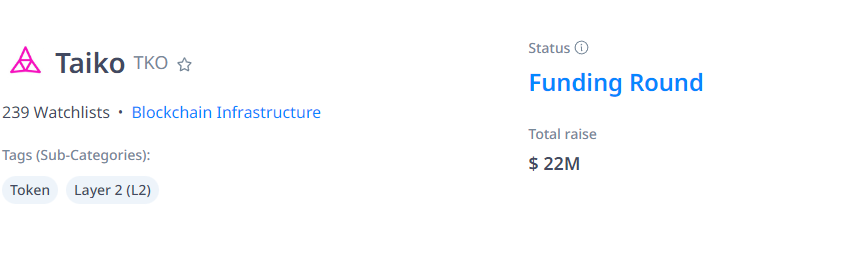 Taiko TKO
239 Watchlists • Blockchain Infrastructure
Tags (Sub-Categories):
Token Layer 2 (L2)
Status
Funding Round
Total raise
$ 22M